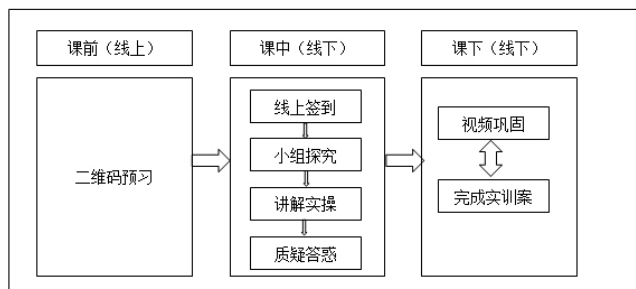 课前（线上）
课中（线下）
课下（线下）
二维码预习
线上签到
小组探究
讲解实操
质疑答惑
视频巩固
完成实训案